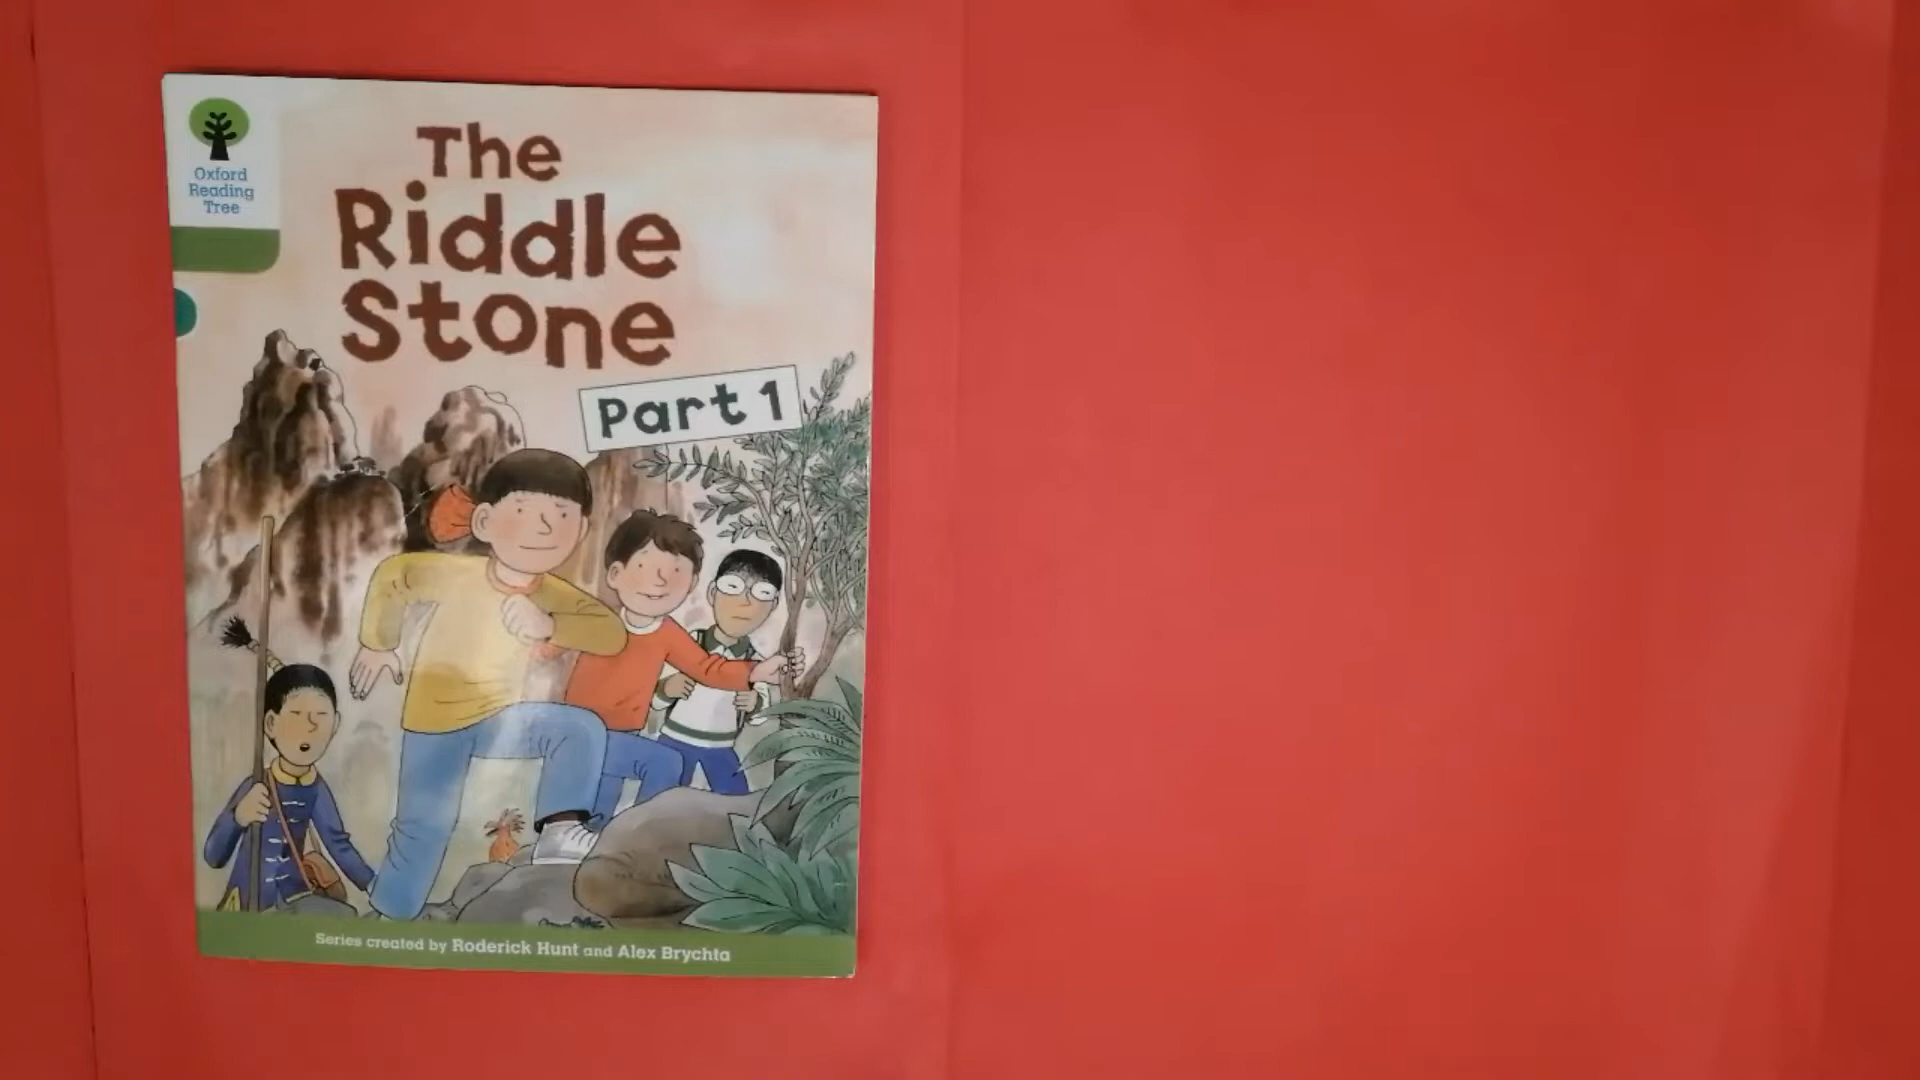 Oxford
Reading
Tree
The
Riddle
Stone
Part 1
Series created by Roderick Hunt and Alex Brychta